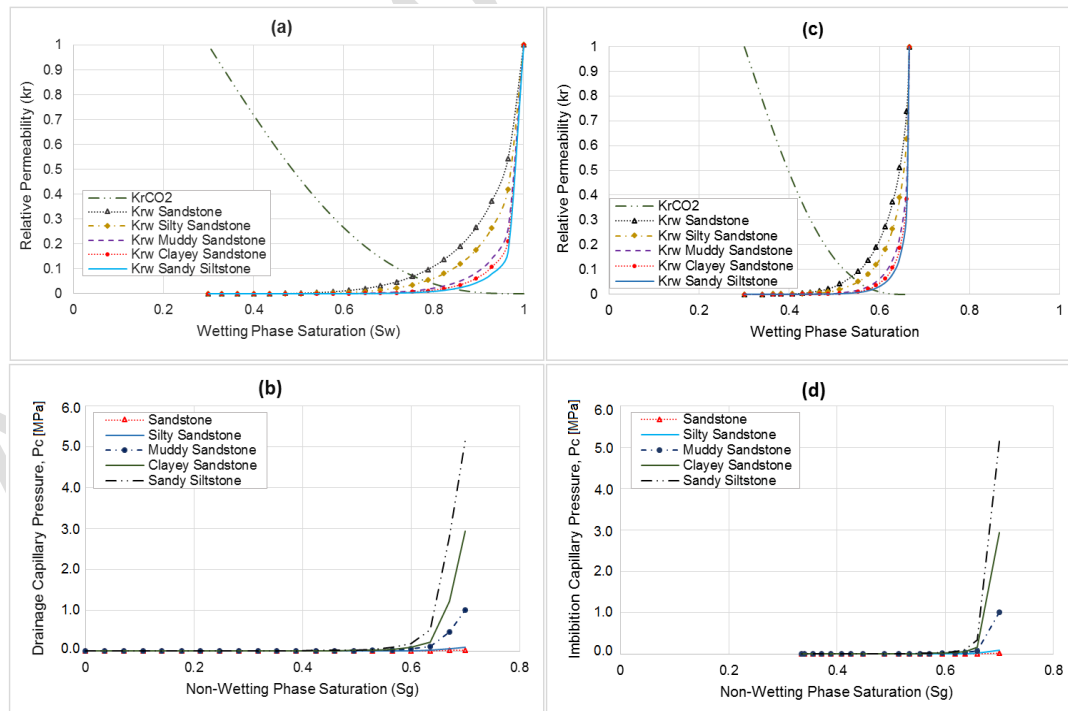 (a)
1
0.9
0.8
0.7
0.6
0.5
0.4
0.3
0.2
0.1
0
Relative Permeability (kr)
KrCO2
Krw Sandstone
Krw Silty Sandstone
Krw Muddy Sandstone
Krw Clayey Sandstone
Krw Sandy Siltstone
0 0.2 0.4 0.6 0.8 1
Wetting Phase Saturation (Sw)
(c)
1
0.9
0.8
0.7
0.6
0.5
0.4
0.3
0.2
0.1
0
Relative Permeability (kr)
KrCO2
Krw Sandstone
Krw Silty Sandstone
Krw Muddy Sandstone
Krw Clayey Sandstone
Krw Sandy Siltstone
0 0.2 0.4 0.6 0.8 1
Wetting Phase Saturation
(b)
6.0
5.0
4.0
3.0
2.0
1.0
0.0
Drainage Capillary Pressure, Pc [MPa]
Sandstone
Silty Sandstone
Muddy Sandstone
Clayey Sandstone
Sandy Siltstone
0 0.2 0.4 0.6 0.8
Non-Wetting Phase Saturation (Sg)
(d)
6.0
5.0
4.0
3.0
2.0
1.0
0.0
Imbibition Capillary Pressure, Pc [MPa]
Sandstone
Silty Sandstone
Muddy Sandstone
Clayey Sandstone
Sandy Siltstone
0 0.2 0.4 0.6 0.8
Non-Wetting Phase Saturation (Sg)